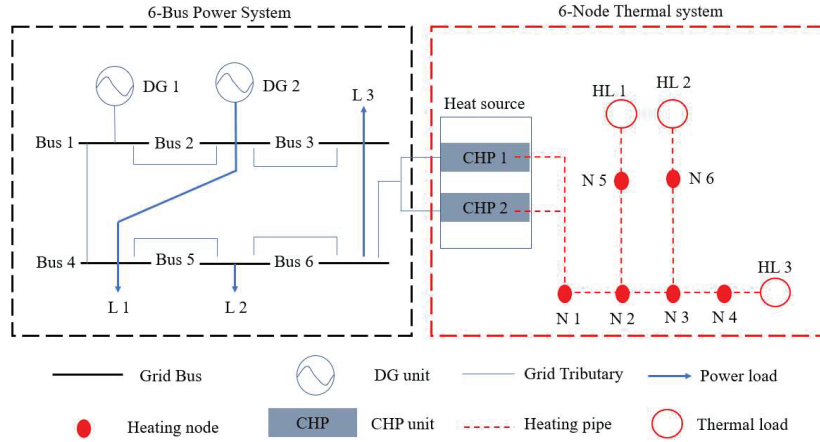 6-Bus Power System
6-Node Thermal system
DG 1
DG 2
L 3
Heat source
HL 1
HL 2
Bus 1
Bus 2
Bus 3
CHP 1
N 5
N 6
CHP 2
Bus 4
Bus 5
Bus 6
HL 3
L 1
L 2
N 1
N 2
N 3
N 4
Grid Bus
DG unit
Grid Tributary
Power load
Heating node
CHP
CHP unit
Heating pipe
Thermal load